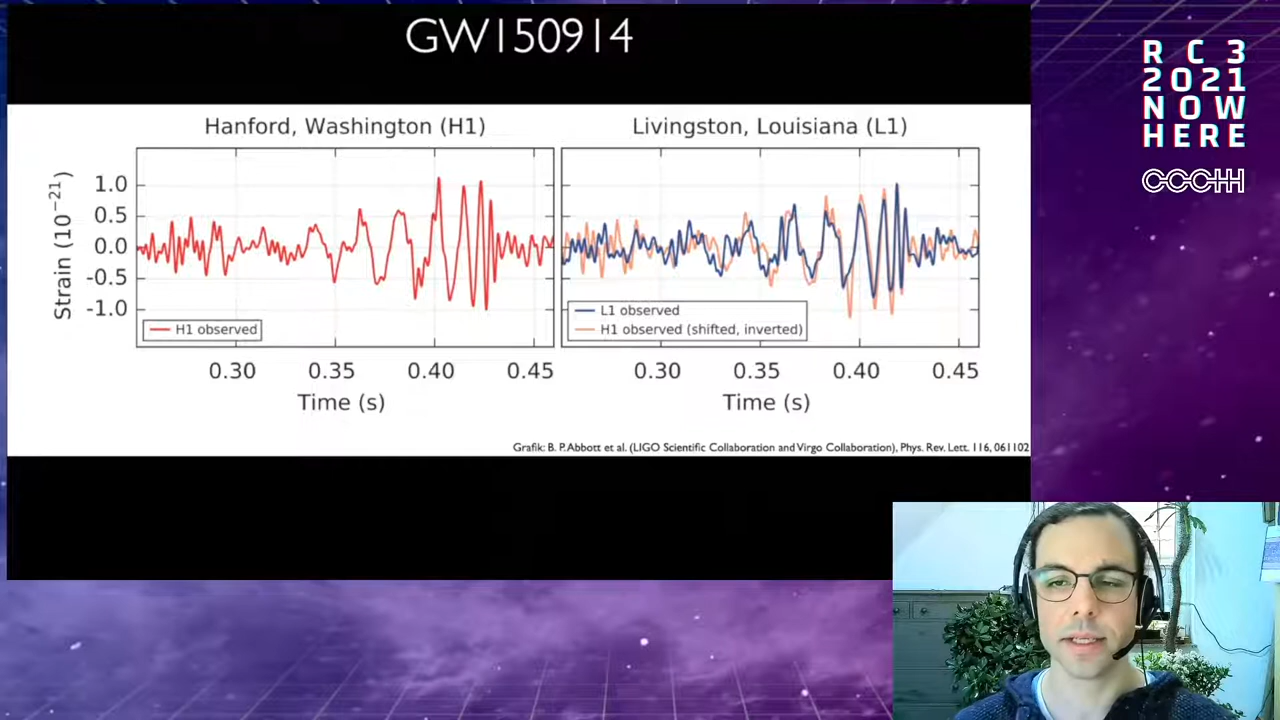 GW150914
Hanford, Washington (H1)
Livingston, Louisiana (L1)
Strain (10⁻²¹)
1.0
0.5
0.0
-0.5
-1.0
H1 observed
L1 observed
H1 observed (shifted, inverted)
0.30 0.35 0.40 0.45
0.30 0.35 0.40 0.45
Time (s)
Time (s)
Grafik: B. P. Abbott et al. (LIGO Scientific Collaboration and Virgo Collaboration), Phys. Rev. Lett. 116, 061102
R C 3
2021
NOW
HERE
CCCHH